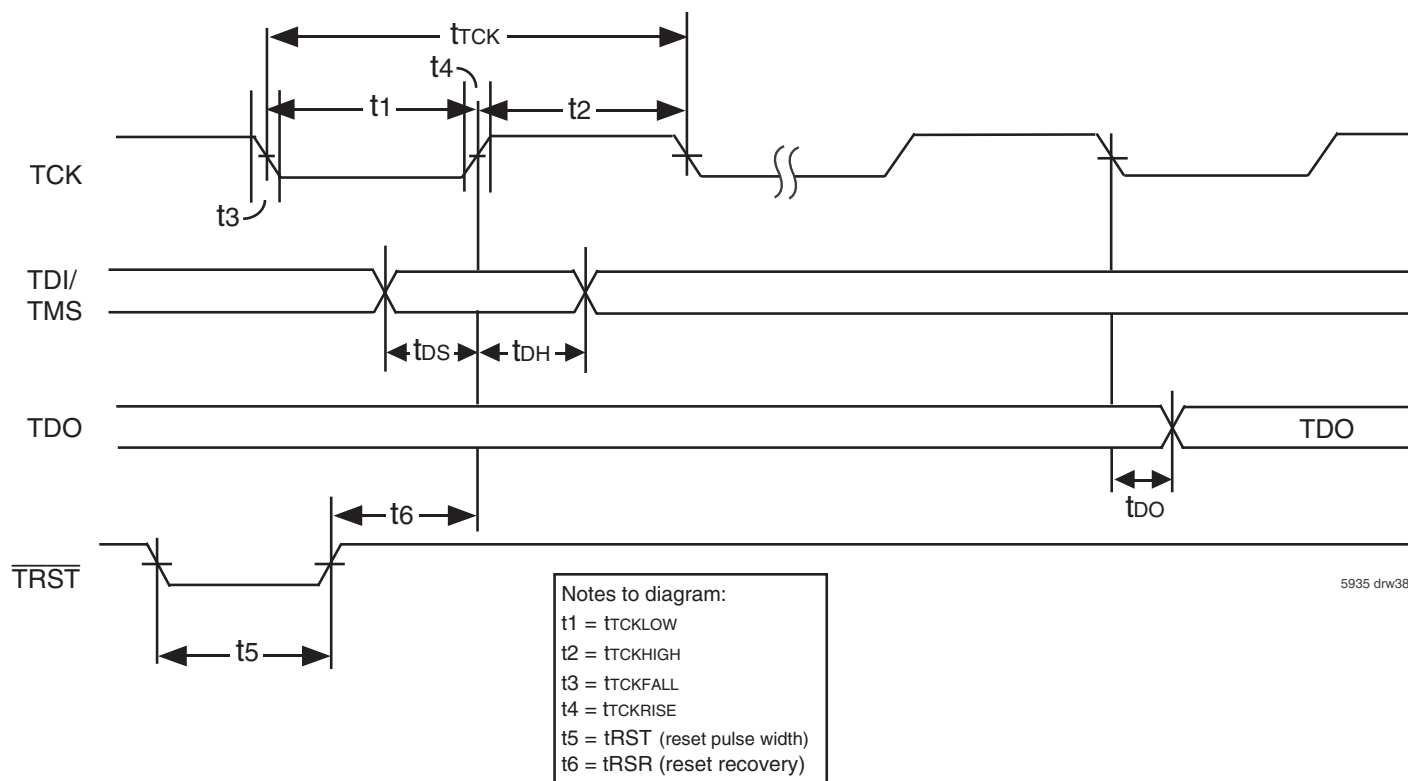 tTCK
t4
t1
t2
TCK
t3
TDI/
TMS
tDS
tDH
TDO
TDO
t6
tDO
TRST
5935 drw38
t5
Notes to diagram:
t1 = tTCKLOW
t2 = tTCKHIGH
t3 = tTCKFALL
t4 = tTCKRISE
t5 = tRST (reset pulse width)
t6 = tRSR (reset recovery)